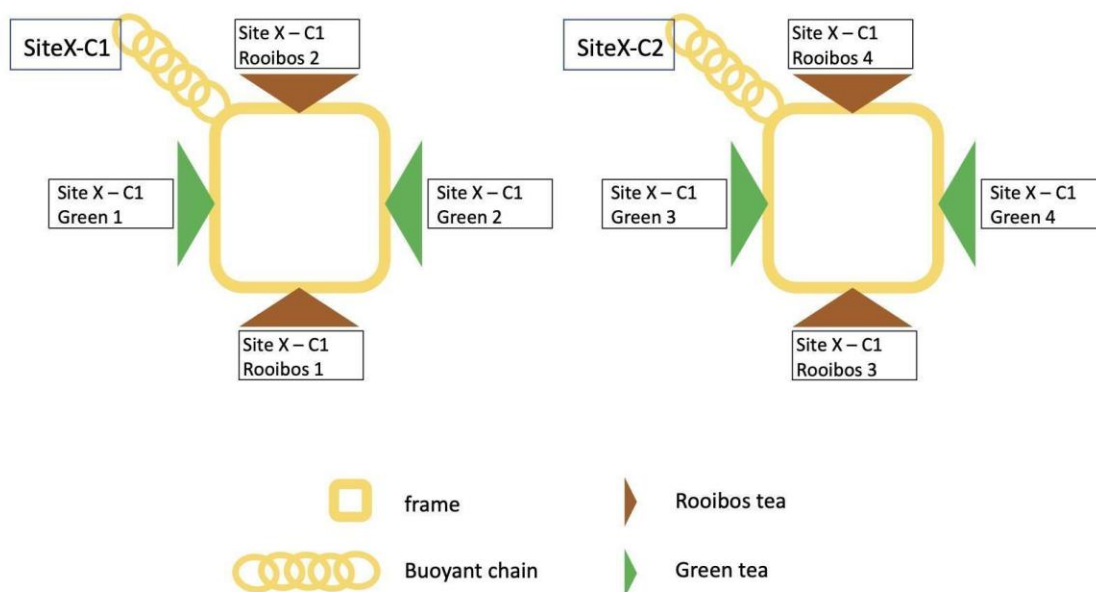 SiteX-C1
Site X – C1
Rooibos 2
Site X – C1
Green 1
Site X – C1
Green 2
Site X – C1
Rooibos 1
SiteX-C2
Site X – C1
Rooibos 4
Site X – C1
Green 3
Site X – C1
Green 4
Site X – C1
Rooibos 3
frame
Rooibos tea
Buoyant chain
Green tea